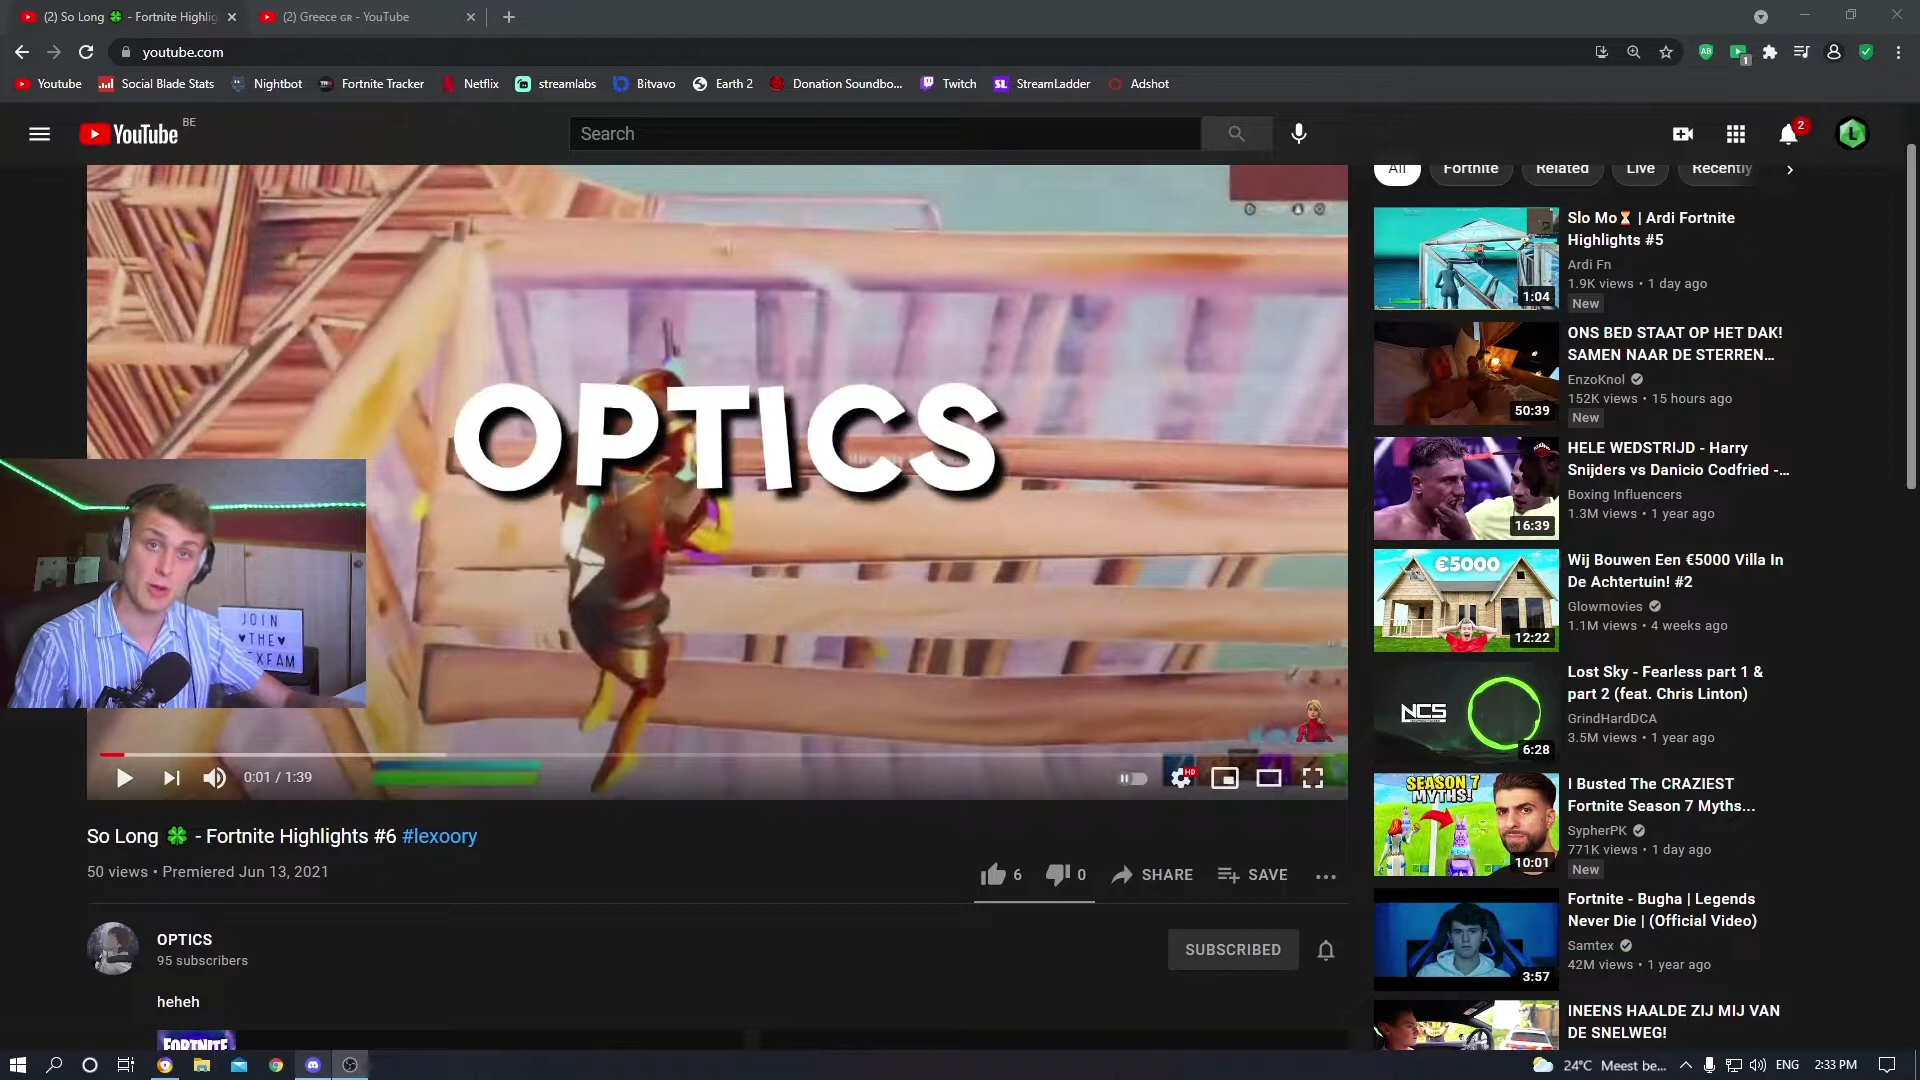 (2) So Long 🍀 - Fortnite Highlig
(2) Greece GR - YouTube
youtube.com
1
Youtube
Social Blade Stats
Nightbot
Fortnite Tracker
Netflix
streamlabs
Bitvavo
Earth 2
Donation Soundbo...
Twitch
StreamLadder
Adshot
YouTube BE
Search
2
L
OPTICS
JOIN
♥THE♥
XFAM
0:01 / 1:39
HD
So Long 🍀 - Fortnite Highlights #6 #lexoory
50 views • Premiered Jun 13, 2021
6
0
SHARE
SAVE
OPTICS
95 subscribers
SUBSCRIBED
heheh
FORTNITE
All
Fortnite
Related
Live
Recently
1:04
Slo Mo⏳ | Ardi Fortnite
Highlights #5
Ardi Fn
1.9K views • 1 day ago
New
50:39
ONS BED STAAT OP HET DAK!
SAMEN NAAR DE STERREN...
EnzoKnol
152K views • 15 hours ago
New
16:39
HELE WEDSTRIJD - Harry
Snijders vs Danicio Codfried -...
Boxing Influencers
1.3M views • 1 year ago
€5000
12:22
Wij Bouwen Een €5000 Villa In
De Achtertuin! #2
Glowmovies
1.1M views • 4 weeks ago
NCS
6:28
Lost Sky - Fearless part 1 &
part 2 (feat. Chris Linton)
GrindHardDCA
3.5M views • 1 year ago
SEASON 7
MYTHS!
10:01
I Busted The CRAZIEST
Fortnite Season 7 Myths...
SypherPK
771K views • 1 day ago
New
3:57
Fortnite - Bugha | Legends
Never Die | (Official Video)
Samtex
42M views • 1 year ago
INEENS HAALDE ZIJ MIJ VAN
DE SNELWEG!
24°C Meest be...
ENG
2:33 PM